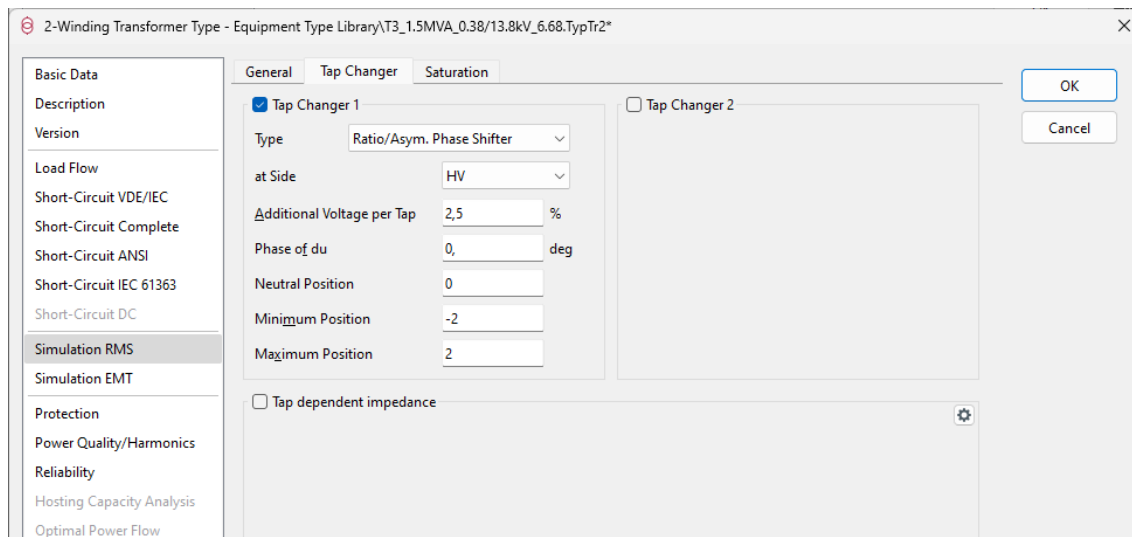 2-Winding Transformer Type - Equipment Type Library\T3_1.5MVA_0.38/13.8kV_6.68.TypTr2*
Basic Data
Description
Version
Load Flow
Short-Circuit VDE/IEC
Short-Circuit Complete
Short-Circuit ANSI
Short-Circuit IEC 61363
Short-Circuit DC
Simulation RMS
Simulation EMT
Protection
Power Quality/Harmonics
Reliability
Hosting Capacity Analysis
Optimal Power Flow
General Tap Changer Saturation
Tap Changer 1
Type Ratio/Asym. Phase Shifter
at Side HV
Additional Voltage per Tap 2,5 %
Phase of du 0, deg
Neutral Position 0
Minimum Position -2
Maximum Position 2
Tap Changer 2
Tap dependent impedance
OK
Cancel